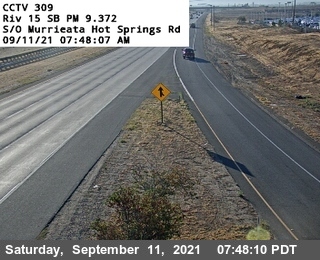 CCTV 309
Riv 15 SB PM 9.372
S/O Murrieata Hot Springs Rd
09/11/21 07:48:07 AM
Saturday, September 11, 2021 07:48:10 PDT